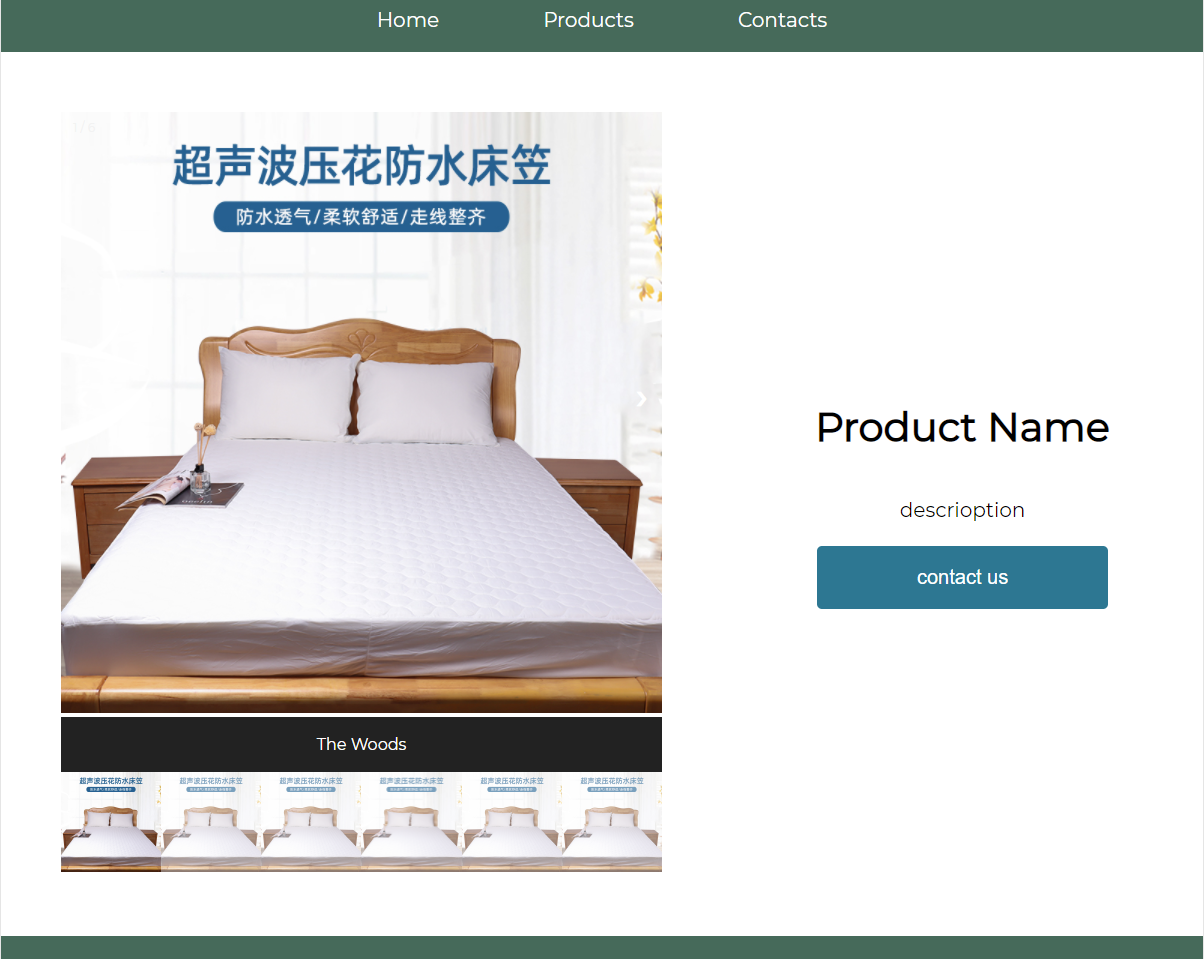 Home
Products
Contacts
1 / 6
超声波压花防水床笠
防水透气/柔软舒适/走线整齐
❯
Product Name
descrioption
contact us
The Woods
超声波压花防水床笠
超声波压花防水床笠
超声波压花防水床笠
超声波压花防水床笠
超声波压花防水床笠
超声波压花防水床笠